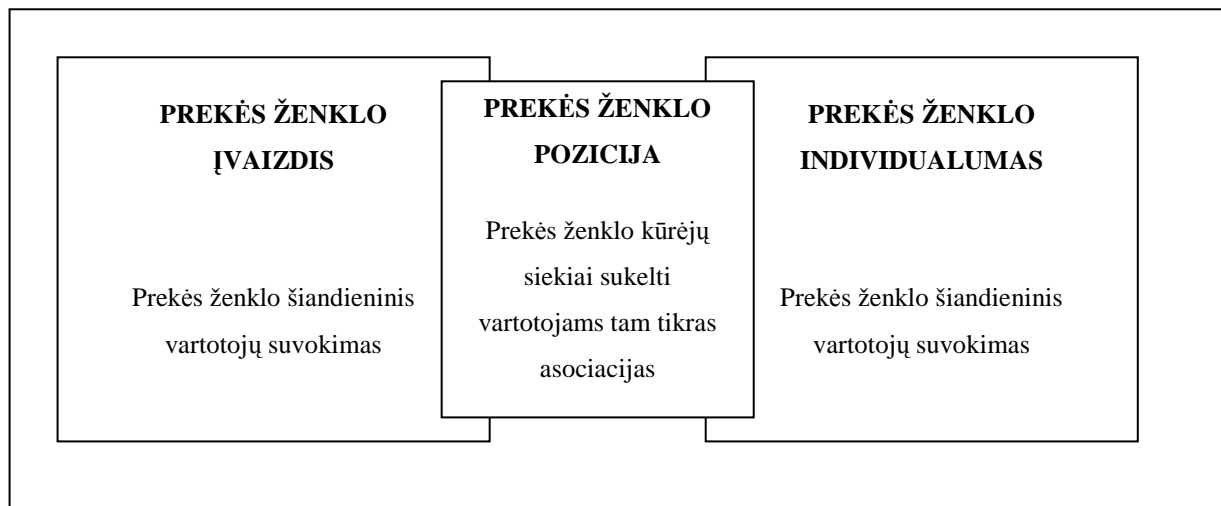 PREKĖS ŽENKLO
ĮVAIZDIS
Prekės ženklo šiandieninis
vartotojų suvokimas
PREKĖS ŽENKLO
POZICIJA
Prekės ženklo kūrėjų
siekiai sukelti
vartotojams tam tikras
asociacijas
PREKĖS ŽENKLO
INDIVIDUALUMAS
Prekės ženklo šiandieninis
vartotojų suvokimas